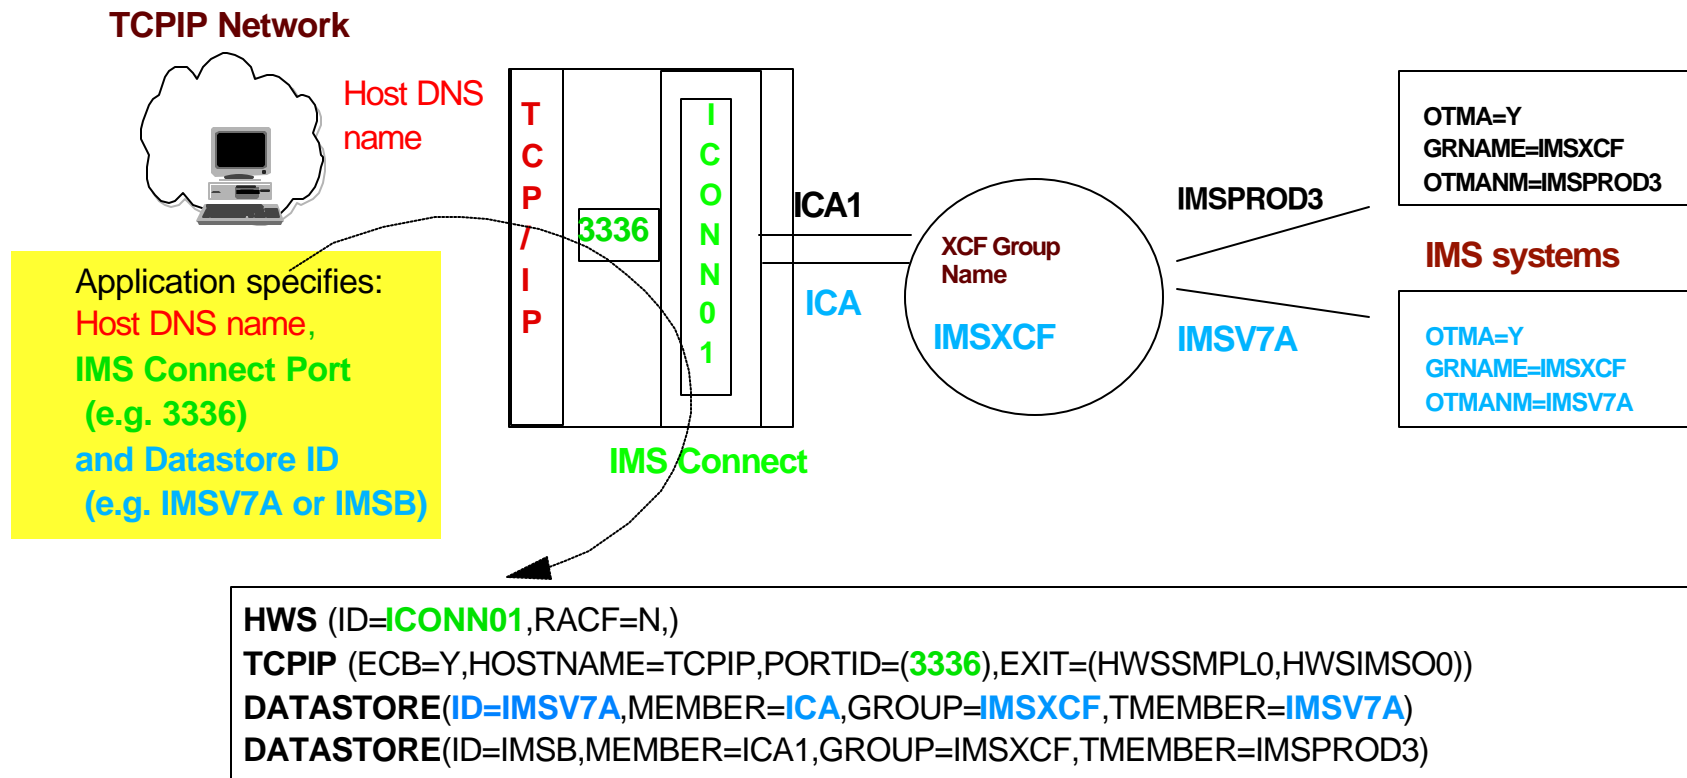 TCPIP Network
Host DNS
name
TCP/IP
3336
ICONN01
IMS Connect
Application specifies:
Host DNS name,
IMS Connect Port
(e.g. 3336)
and Datastore ID
(e.g. IMSV7A or IMSB)
ICA1
ICA
XCF Group
Name
IMSXCF
IMSPROD3
IMSV7A
OTMA=Y
GRNAME=IMSXCF
OTMANM=IMSPROD3
IMS systems
OTMA=Y
GRNAME=IMSXCF
OTMANM=IMSV7A
HWS (ID=ICONN01,RACF=N,)
TCPIP (ECB=Y,HOSTNAME=TCPIP,PORTID=(3336),EXIT=(HWSSMPL0,HWSIMSO0))
DATASTORE(ID=IMSV7A,MEMBER=ICA,GROUP=IMSXCF,TMEMBER=IMSV7A)
DATASTORE(ID=IMSB,MEMBER=ICA1,GROUP=IMSXCF,TMEMBER=IMSPROD3)